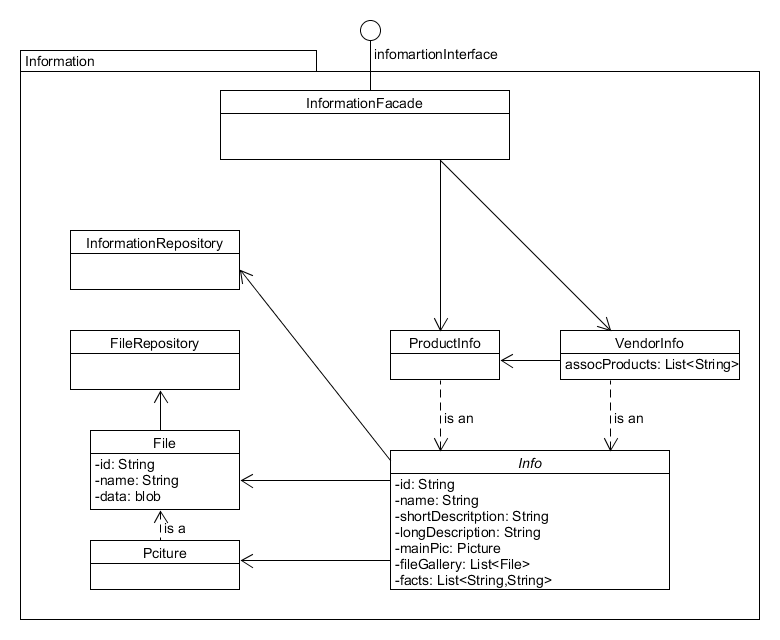 infomartionInterface
Information
InformationFacade
InformationRepository
FileRepository
ProductInfo
VendorInfo
assocProducts: List<String>
is an
is an
File
-id: String
-name: String
-data: blob
is a
Pciture
Info
-id: String
-name: String
-shortDescritption: String
-longDescription: String
-mainPic: Picture
-fileGallery: List<File>
-facts: List<String,String>